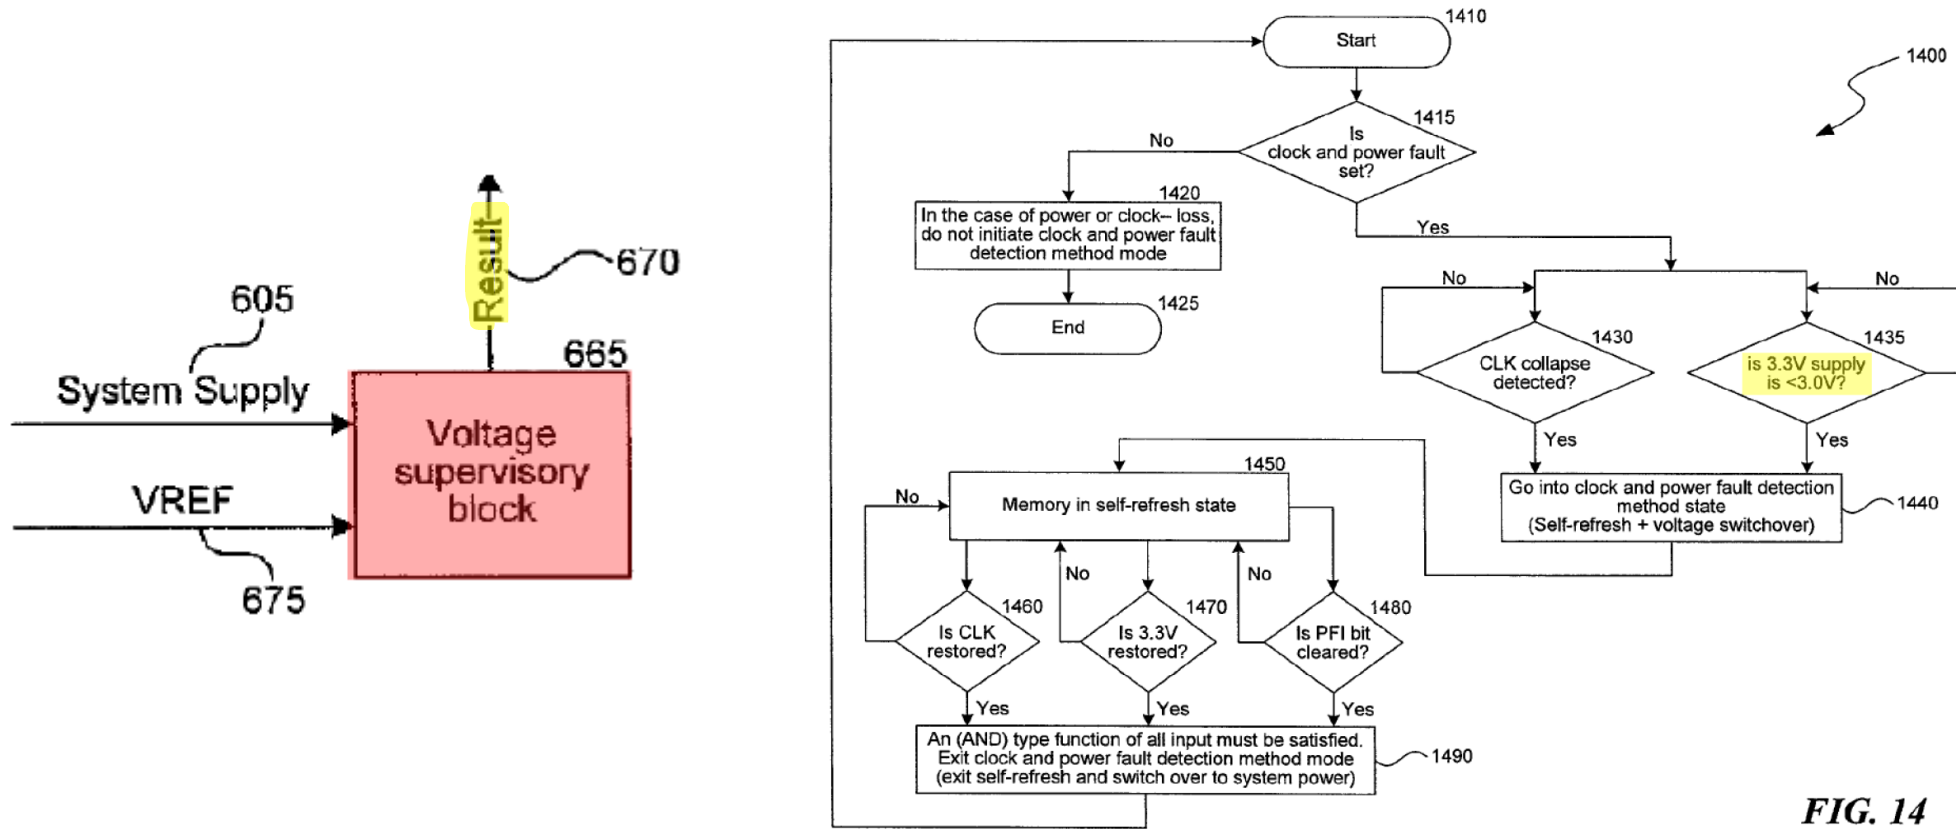 Result
670
605
System Supply
665
Voltage
supervisory
block
VREF
675
1410
Start
1400
1415
Is
clock and power fault
set?
No
Yes
1420
In the case of power or clock– loss,
do not initiate clock and power fault
detection method mode
1425
End
No
No
1430
CLK collapse
detected?
1435
is 3.3V supply
is <3.0V?
Yes
Yes
Go into clock and power fault detection
method state
(Self-refresh + voltage switchover)
1440
1450
Memory in self-refresh state
No
No
No
1460
Is CLK
restored?
1470
Is 3.3V
restored?
1480
Is PFI bit
cleared?
Yes
Yes
Yes
An (AND) type function of all input must be satisfied.
Exit clock and power fault detection method mode
(exit self-refresh and switch over to system power)
1490
FIG. 14